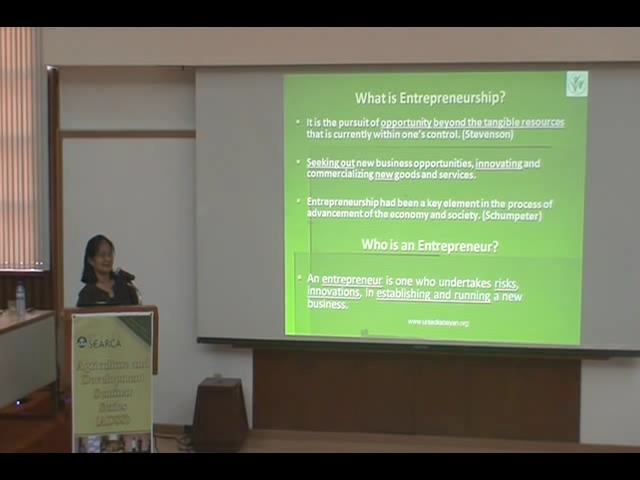 What is Entrepreneurship?
• It is the pursuit of opportunity beyond the tangible resources
that is currently within one's control. (Stevenson)
• Seeking out new business opportunities, innovating and
commercializing new goods and services.
• Entrepreneurship had been a key element in the process of
advancement of the economy and society. (Schumpeter)
Who is an Entrepreneur?
• An entrepreneur is one who undertakes risks,
innovations, in establishing and running a new
business.
SEARCA
Agriculture and
Development
Seminar
Series
(ADSS)